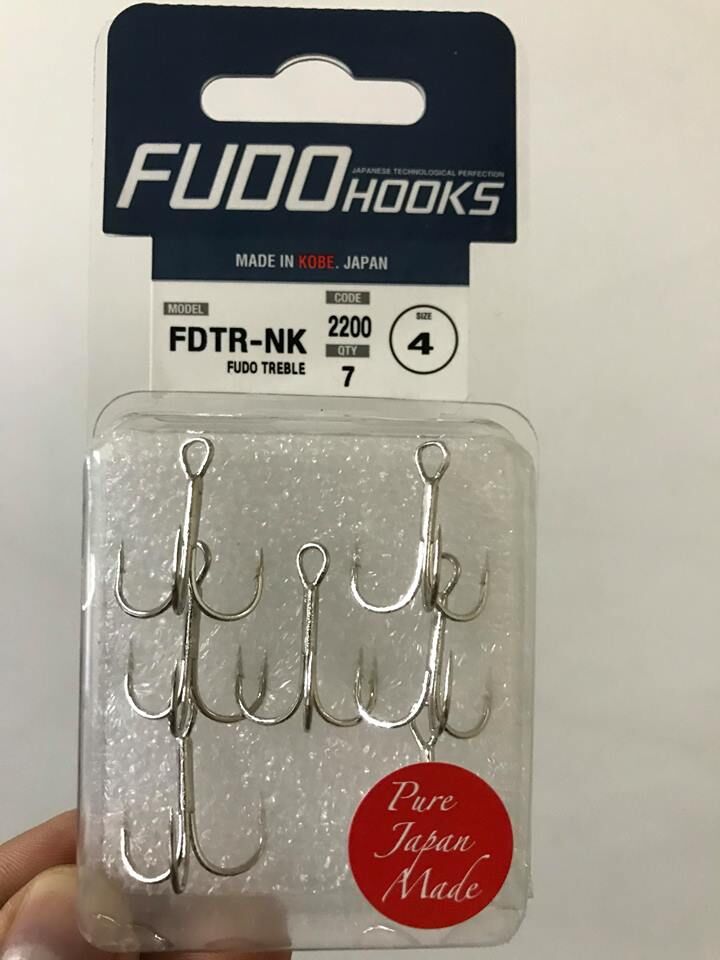 FUDO HOOKS
JAPANESE TECHNOLOGICAL PERFECTION
MADE IN KOBE. JAPAN
MODEL
FDTR-NK
FUDO TREBLE
CODE
2200
QTY
7
SIZE
4
Pure
Japan
Made